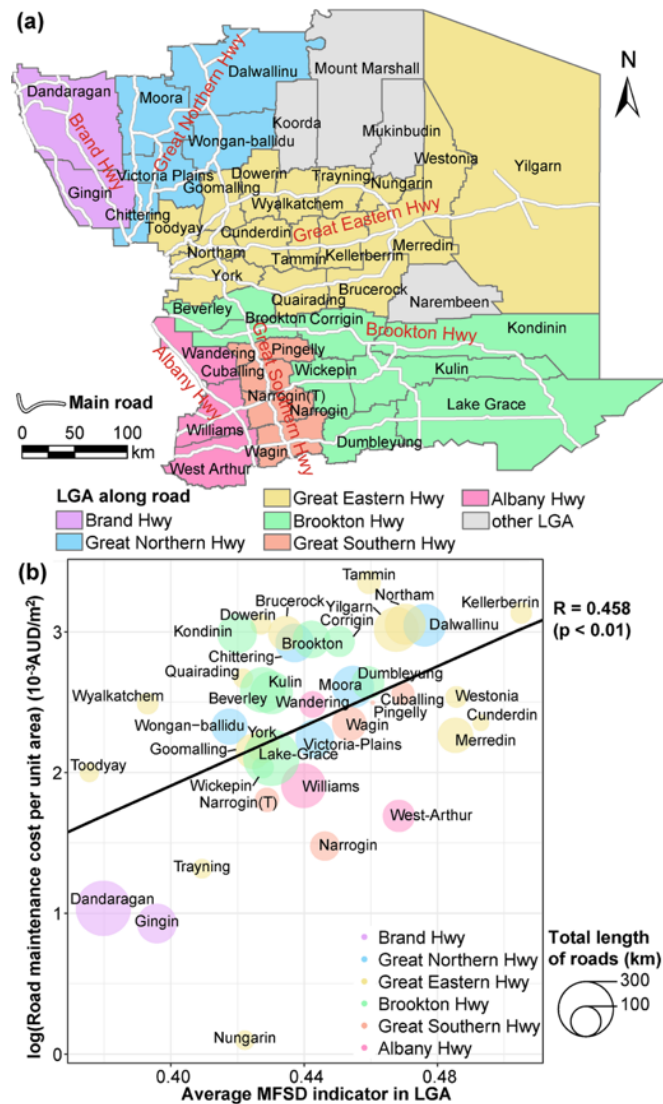 (a)
N
Dandaragan
Moora
Dalwallinu
Mount Marshall
Brand Hwy
Great Northern Hwy
Koorda
Mukinbudin
Wongan-ballidu
Westonia
Yilgarn
Gingin
Victoria Plains
Goomalling
Dowerin
Trayning
Nungarin
Chittering
Toodyay
Wyalkatchem
Cunderdin
Great Eastern Hwy
Northam
Tammin
Kellerberrin
Merredin
York
Quairading
Brucerock
Narembeen
Beverley
Brookton
Corrigin
Brookton Hwy
Kondinin
Albany Hwy
Wandering
Great Southern Hwy
Pingelly
Cuballing
Wickepin
Kulin
Narrogin(T)
Narrogin
Lake Grace
Main road
Williams
Dumbleyung
0 20 40 60 80 100
km
West Arthur
Wagin
LGA along road
Great Eastern Hwy
Albany Hwy
Brand Hwy
Brookton Hwy
other LGA
Great Northern Hwy
Great Southern Hwy
(b)
log(Road maintenance cost per unit area) (10⁻³AUD/m²)
3
2
1
0
Tammin
Northam
Kellerberrin
Brucerock
Yilgarn
Dowerin
Corrigin
Kondinin
Brookton
Dalwallinu
Chittering
R = 0.458
(p < 0.01)
Quairading
Kulin
Moora
Dumbleyung
Wyalkatchem
Beverley
Wandering
Cuballing
Westonia
Pingelly
Cunderdin
Wongan-ballidu
York
Wagin
Goomalling
Victoria-Plains
Merredin
Toodyay
Lake-Grace
Wickepin
Williams
Narrogin(T)
West-Arthur
Trayning
Narrogin
Dandaragan
Gingin
Nungarin
Brand Hwy
Great Northern Hwy
Great Eastern Hwy
Brookton Hwy
Great Southern Hwy
Albany Hwy
Total length
of roads (km)
300
100
0.40
0.44
0.48
Average MFSD indicator in LGA